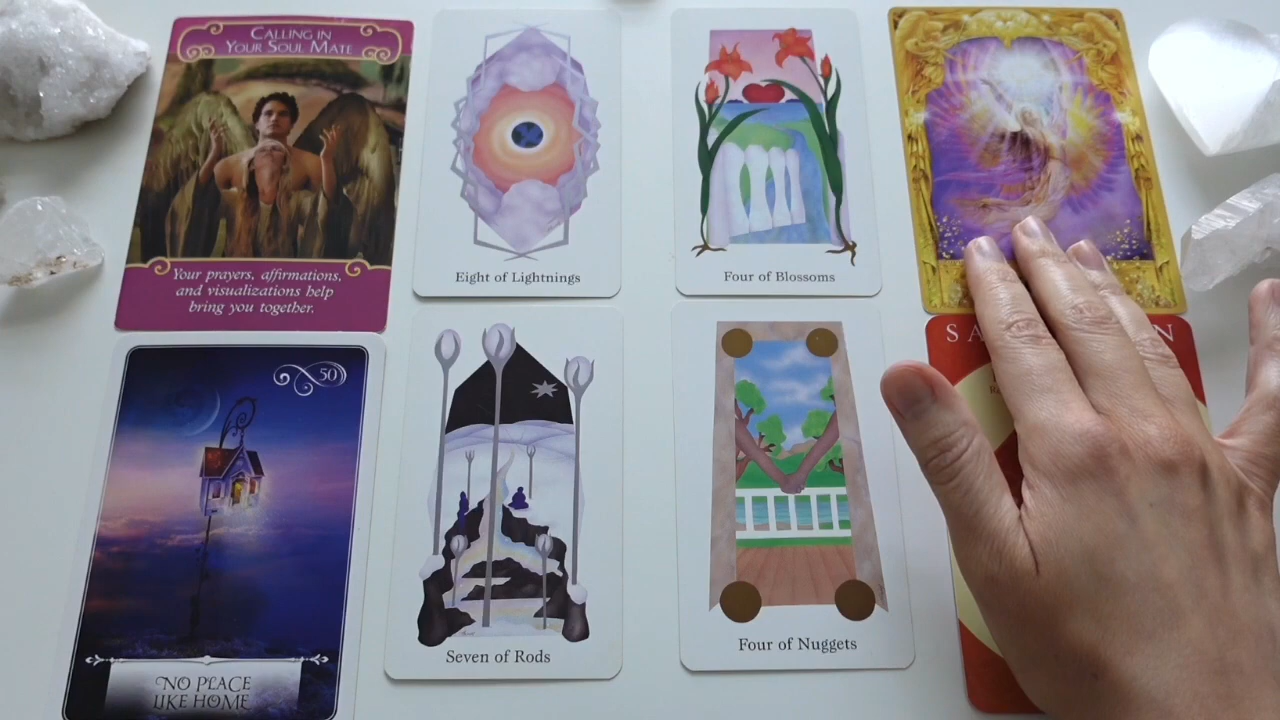 CALLING IN
YOUR SOUL MATE
Your prayers, affirmations,
and visualizations help
bring you together.
Eight of Lightnings
Four of Blossoms
50
NO PLACE
LIKE HOME
Seven of Rods
Four of Nuggets